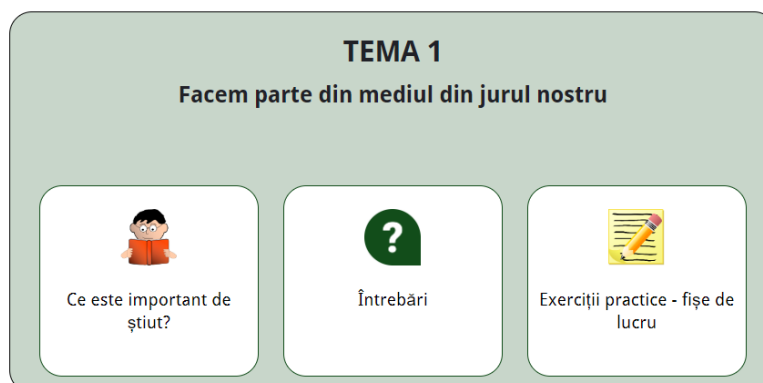 TEMA 1
Facem parte din mediul din jurul nostru
Ce este important de
știut?
Întrebări
Exerciții practice - fișe de
lucru